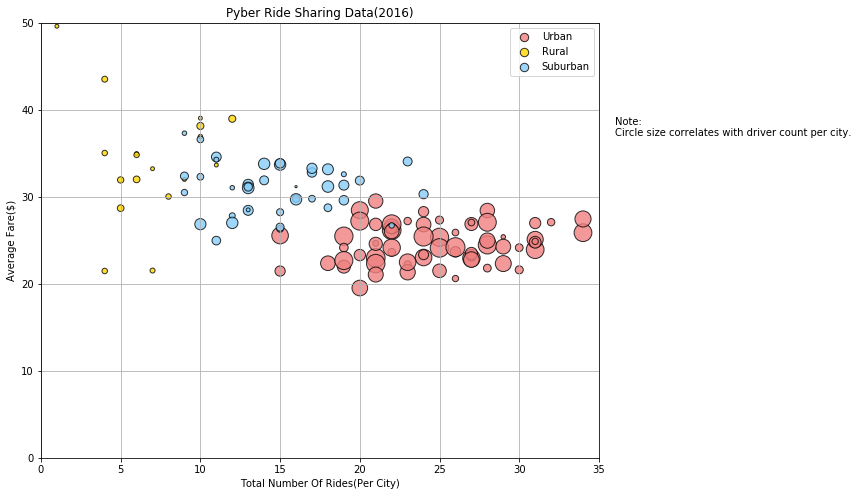 Pyber Ride Sharing Data(2016)
50
40
30
20
10
0
Average Fare($)
0 5 10 15 20 25 30 35
Total Number Of Rides(Per City)
Urban
Rural
Suburban
Note:
Circle size correlates with driver count per city.